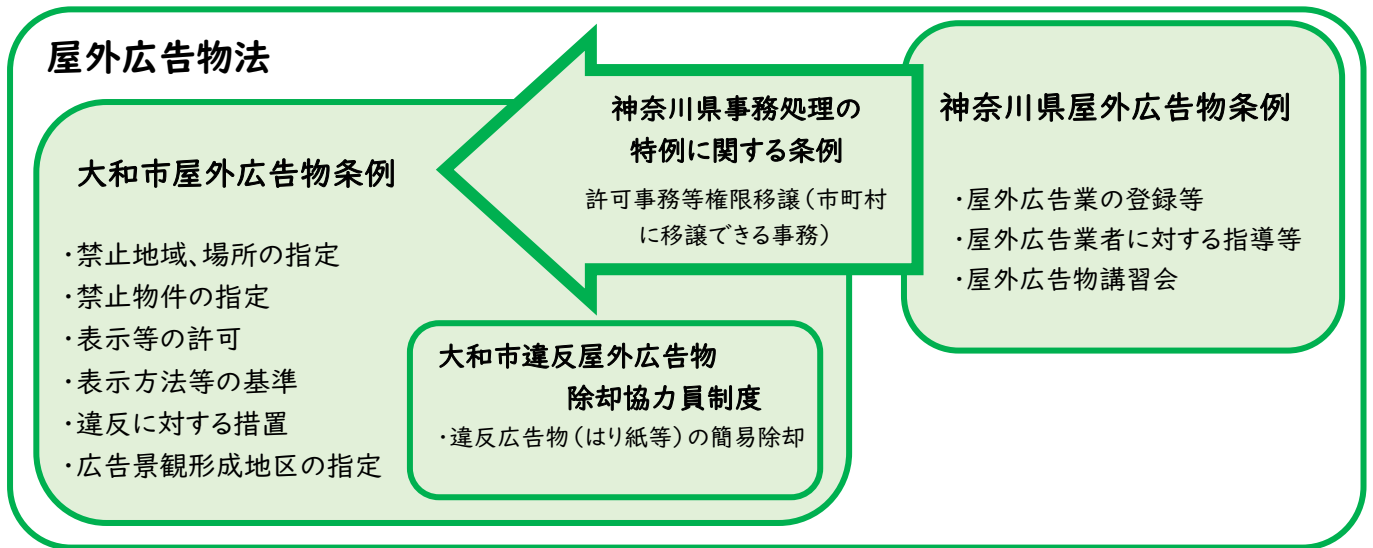 屋外広告物法
大和市屋外広告物条例
・禁止地域、場所の指定
・禁止物件の指定
・表示等の許可
・表示方法等の基準
・違反に対する措置
・広告景観形成地区の指定
大和市違反屋外広告物
除却協力員制度
・違反広告物(はり紙等)の簡易除却
神奈川県事務処理の
特例に関する条例
許可事務等権限移譲(市町村
に移譲できる事務)
神奈川県屋外広告物条例
・屋外広告業の登録等
・屋外広告業者に対する指導等
・屋外広告物講習会